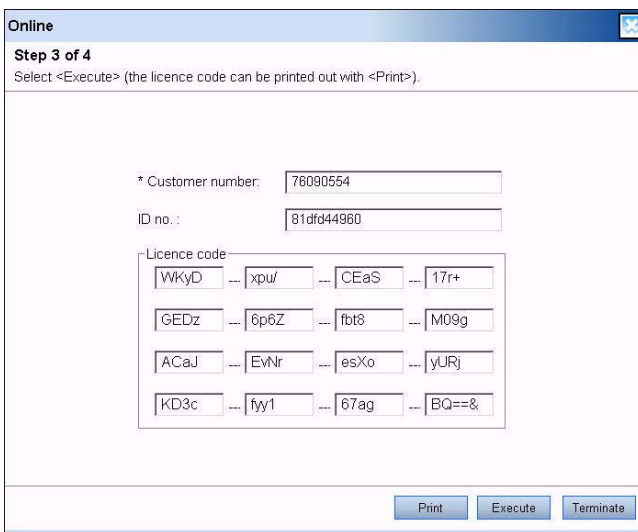 Online
Step 3 of 4
Select <Execute> (the licence code can be printed out with <Print>).
* Customer number: 76090554
ID no. : 81dfd44960
Licence code
WKyD --- xpu/ --- CEaS --- 17r+
GEDz --- 6p6Z --- fbt8 --- M09g
ACaJ --- EvNr --- esXo --- yURj
KD3c --- fyy1 --- 67ag --- BQ==&
Print Execute Terminate